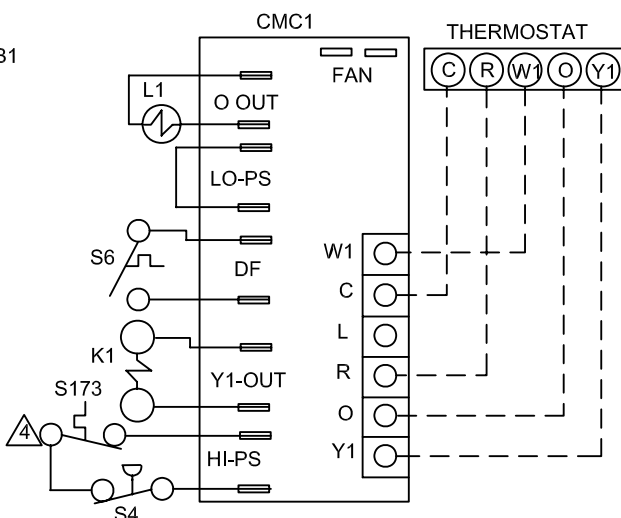 CMC1
THERMOSTAT
31
FAN
C R W1 O Y1
L1
O OUT
LO-PS
S6
DF
W1
C
L
K1
R
Y1-OUT
S173
4
O
HI-PS
Y1
S4